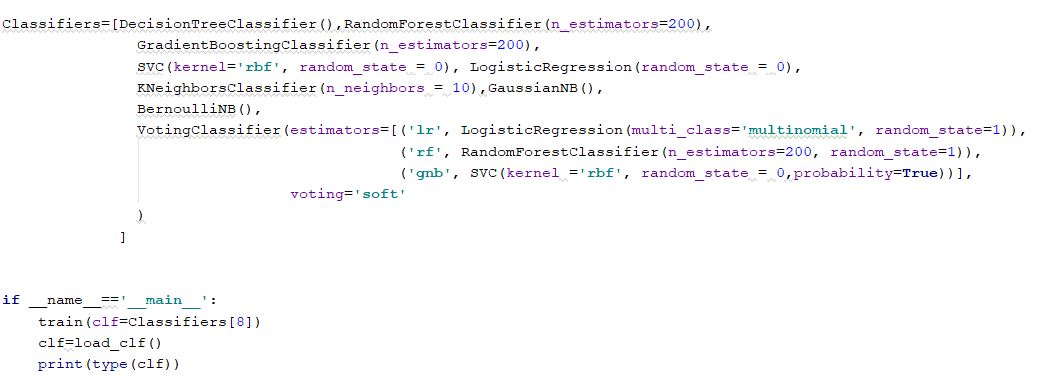 Classifiers=[DecisionTreeClassifier(),RandomForestClassifier(n_estimators=200),
GradientBoostingClassifier(n_estimators=200),
SVC(kernel='rbf', random_state = 0), LogisticRegression(random_state = 0),
KNeighborsClassifier(n_neighbors = 10),GaussianNB(),
BernoulliNB(),
VotingClassifier(estimators=[('lr', LogisticRegression(multi_class='multinomial', random_state=1)),
('rf', RandomForestClassifier(n_estimators=200, random_state=1)),
('gnb', SVC(kernel ='rbf', random_state = 0,probability=True))],
voting='soft'
)
]
if __name__=='__main__':
train(clf=Classifiers[8])
clf=load_clf()
print(type(clf))